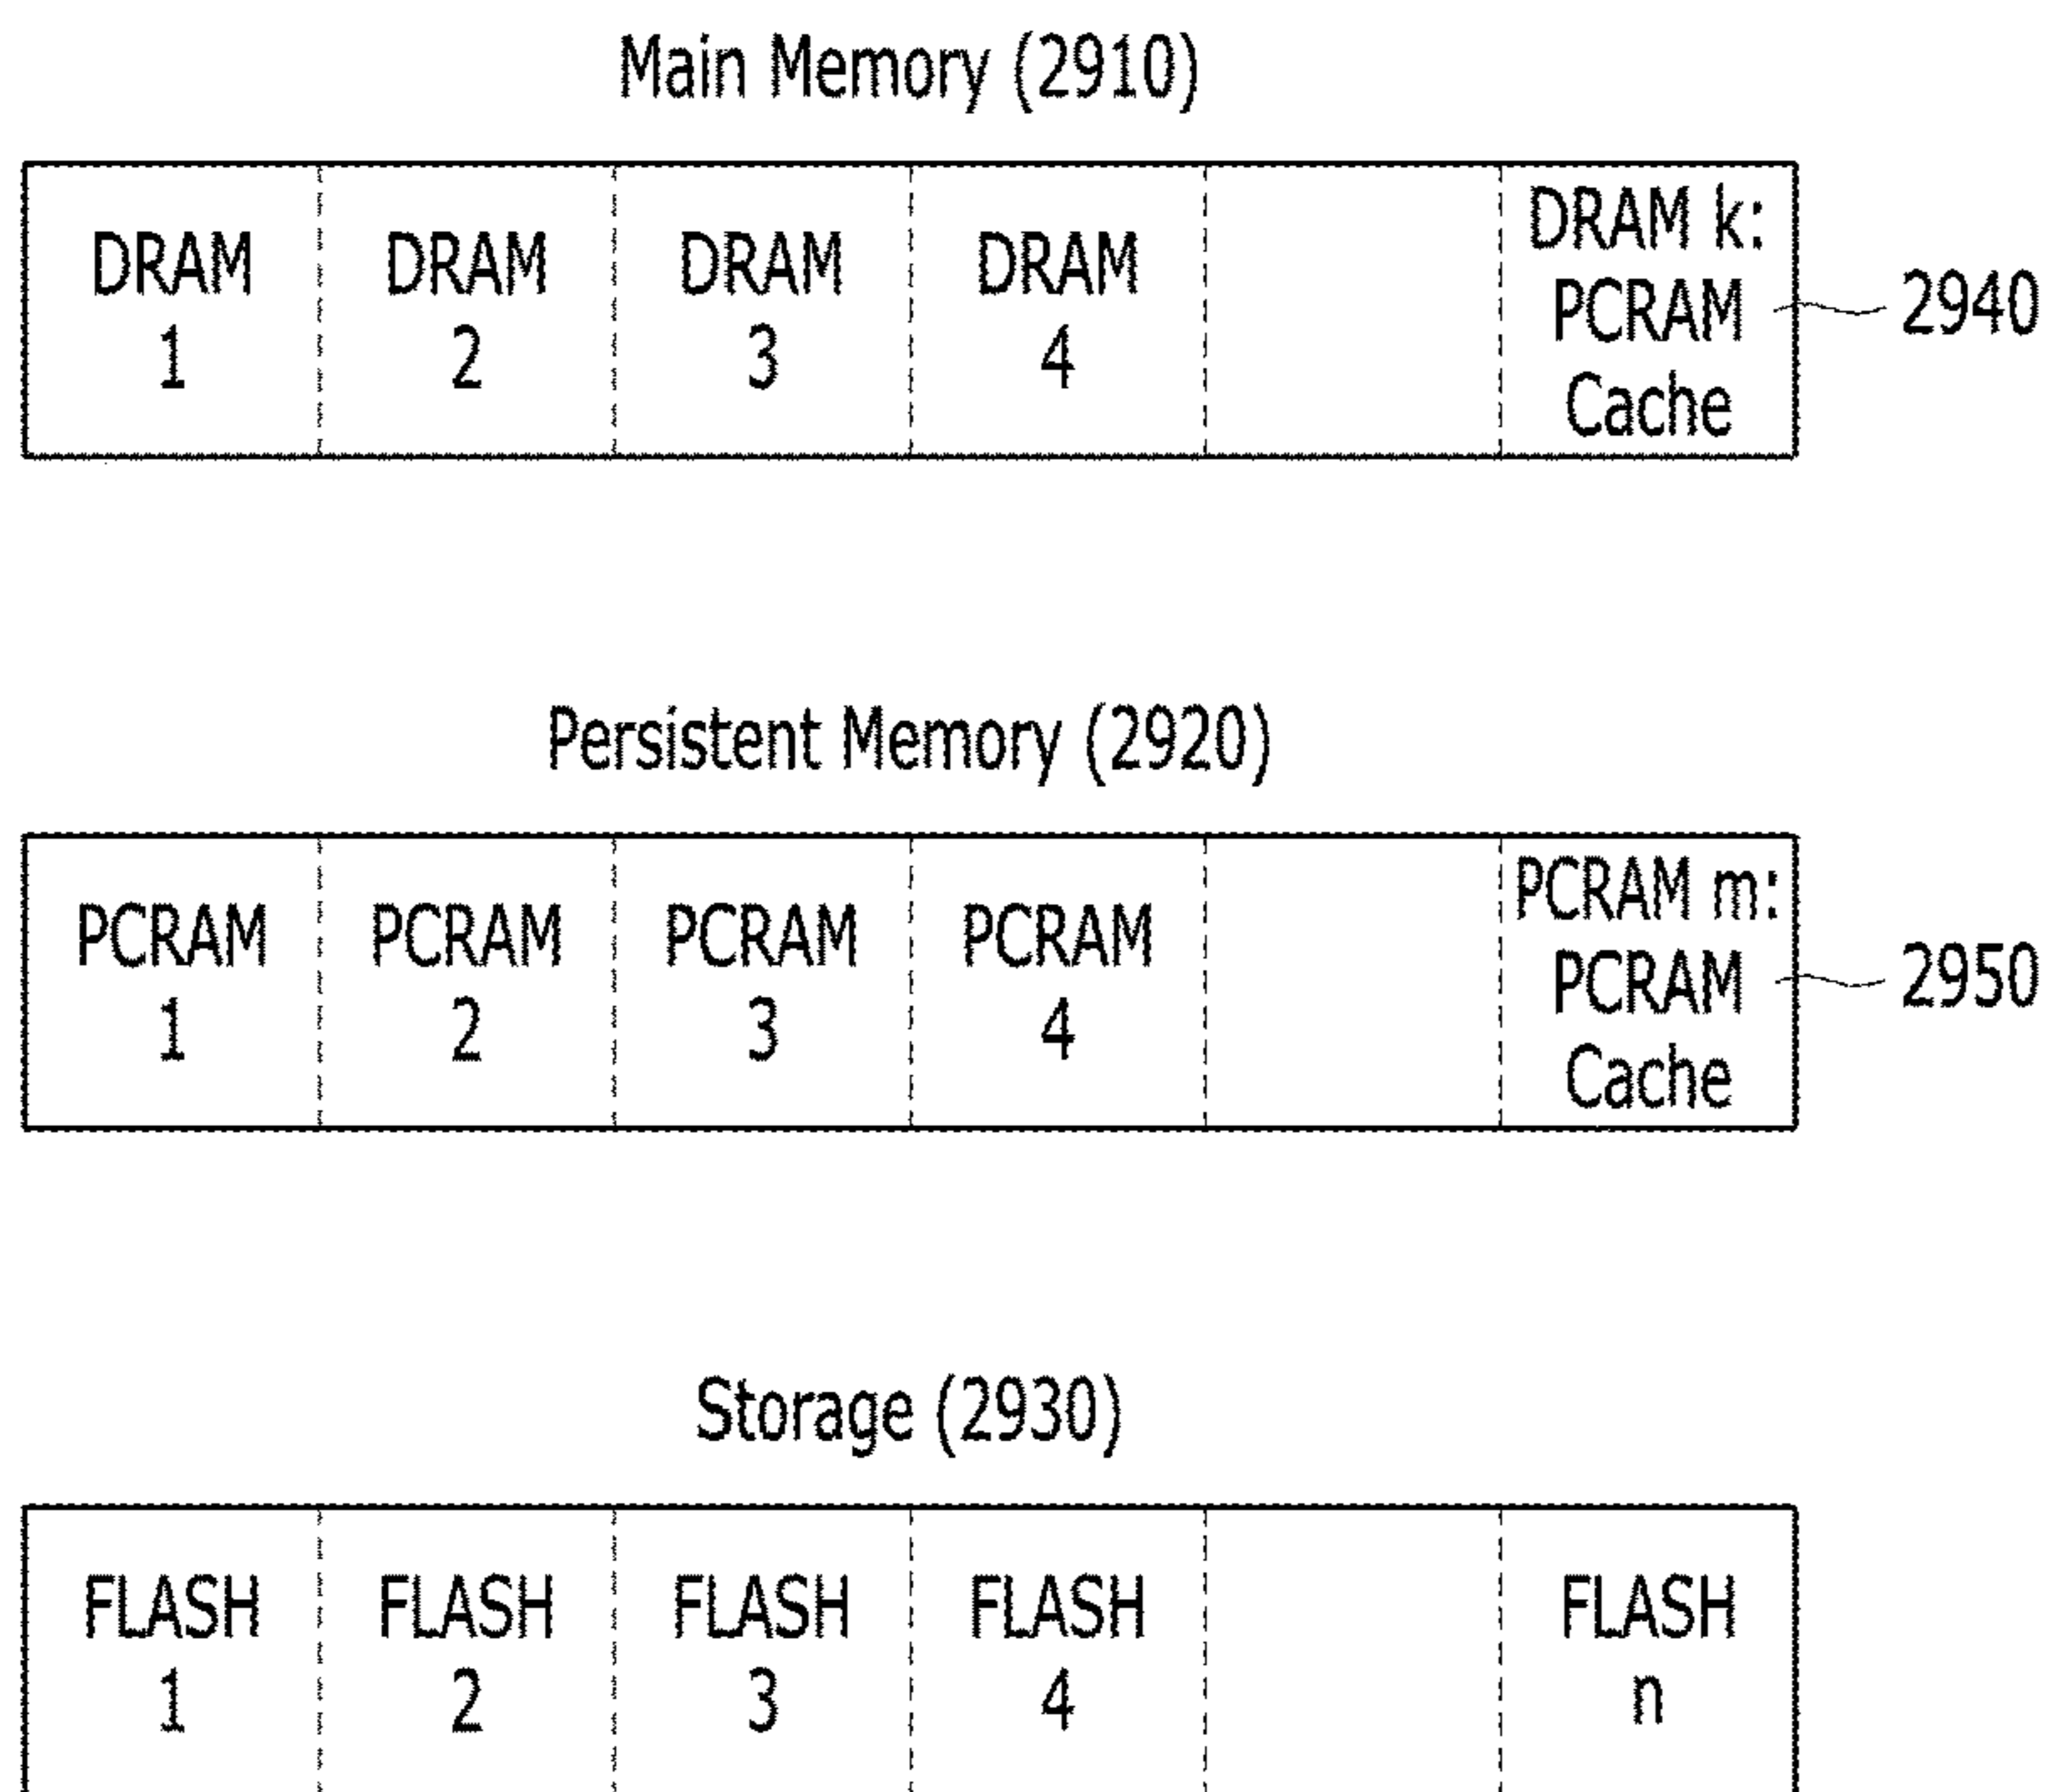 Main Memory (2910)
DRAM 1
DRAM 2
DRAM 3
DRAM 4
DRAM k:
PCRAM
Cache
2940
Persistent Memory (2920)
PCRAM 1
PCRAM 2
PCRAM 3
PCRAM 4
PCRAM m:
PCRAM
Cache
2950
Storage (2930)
FLASH 1
FLASH 2
FLASH 3
FLASH 4
FLASH n